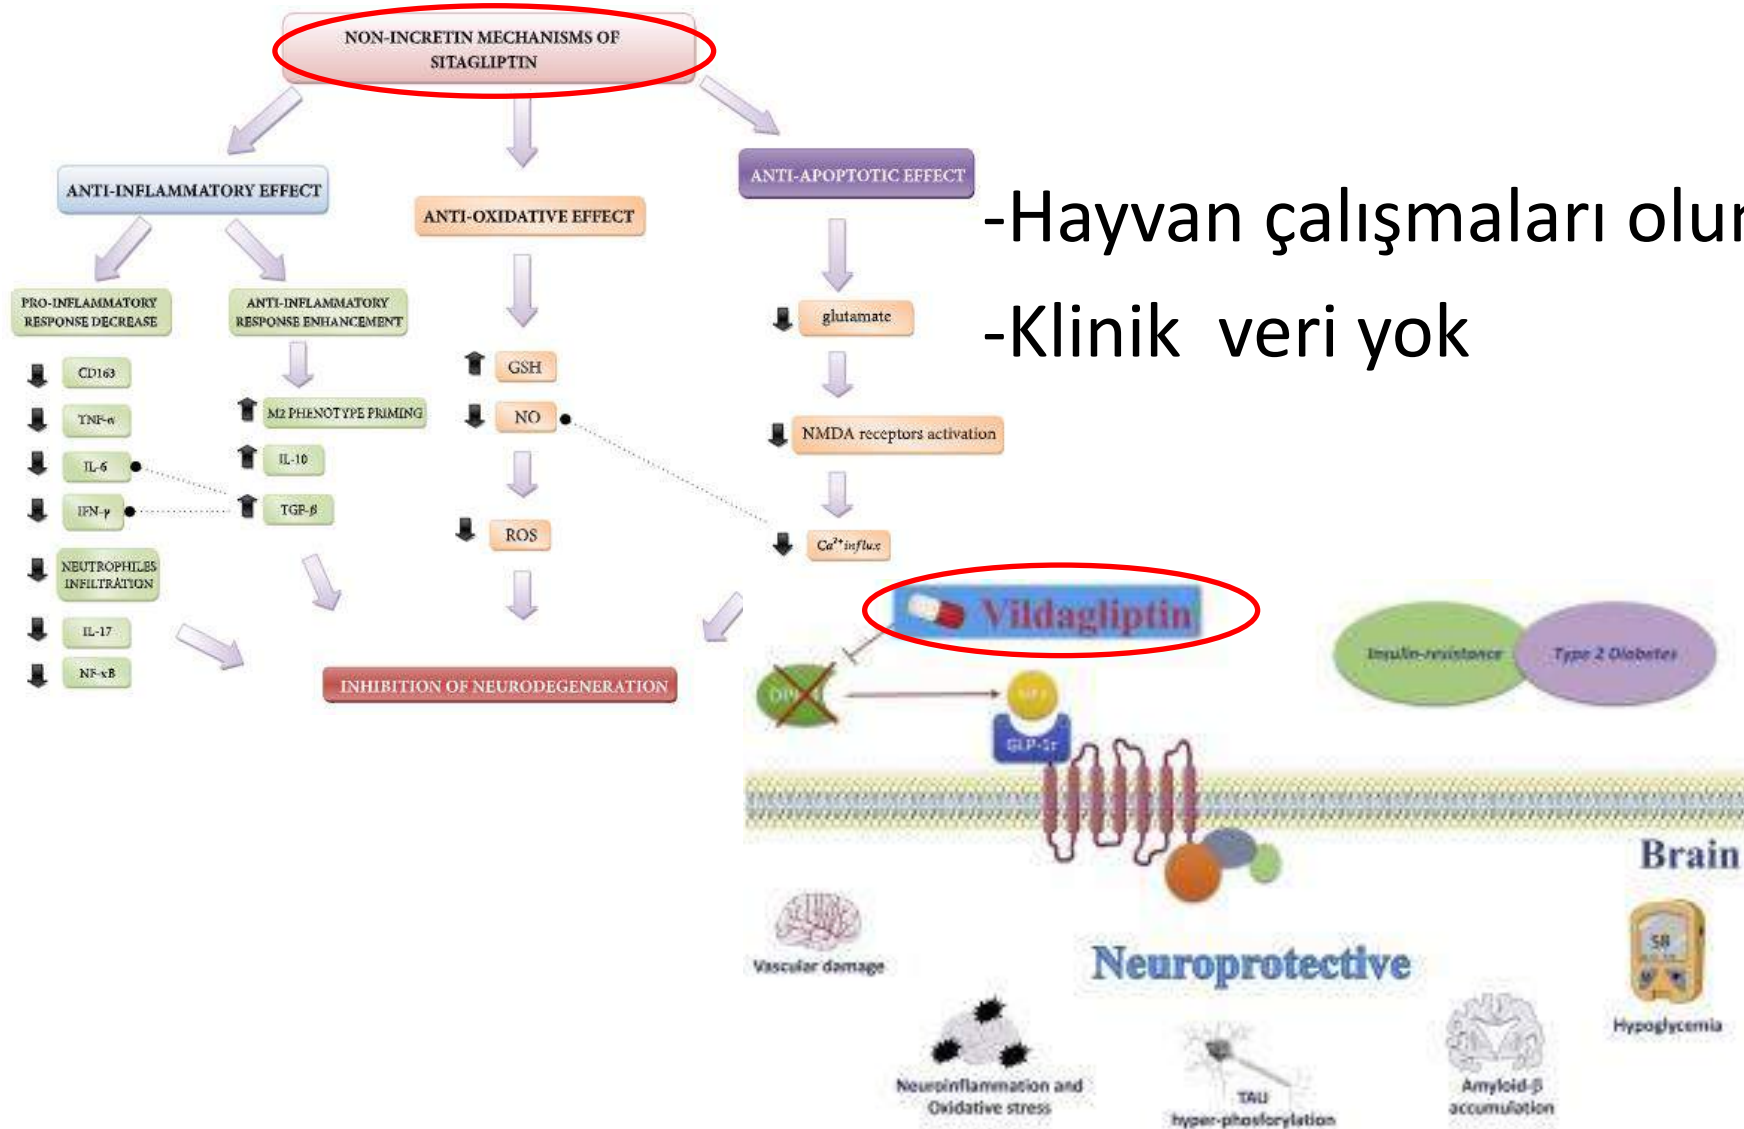 NON-INCRETIN MECHANISMS OF
SITAGLIPTIN
ANTI-INFLAMMATORY EFFECT
ANTI-OXIDATIVE EFFECT
ANTI-APOPTOTIC EFFECT
-Hayvan çalışmaları
-Klinik veri yok
PRO-INFLAMMATORY
RESPONSE DECREASE
ANTI-INFLAMMATORY
RESPONSE ENHANCEMENT
CD163
TNF-α
IL-6
IFN-γ
NEUTROPHILES
INFILTRATION
IL-17
NF-κB
M2 PHENOTYPE PRIMING
IL-10
TGF-β
GSH
NO
ROS
glutamate
NMDA receptors activation
Ca²⁺ influx
INHIBITION OF NEURODEGENERATION
Vildagliptin
GLP-1r
Insulin-resistance
Type 2 Diabetes
Brain
Vascular damage
Neuroprotective
58
Hypoglycemia
Neuroinflammation and
Oxidative stress
TAU
hyper-phosforylation
Amyloid-β
accumulation